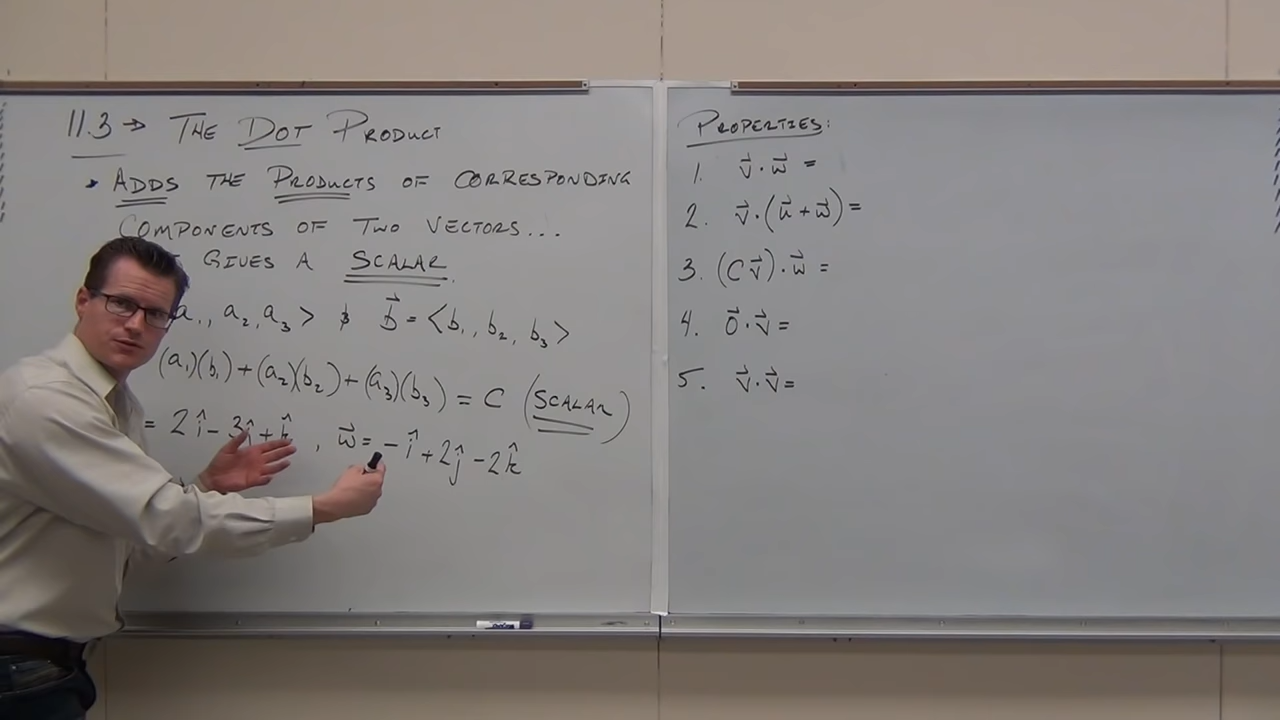 11.3 → THE DOT PRODUCT
• ADDS THE PRODUCTS OF CORRESPONDING
COMPONENTS OF TWO VECTORS...
GIVES A SCALAR.
a₁, a₂, a₃> & b⃗ = <b₁, b₂, b₃>
(a₁)(b₁) + (a₂)(b₂) + (a₃)(b₃) = C (SCALAR)
= 2î - 3ĵ + k̂, w⃗ = -î + 2ĵ - 2k̂
PROPERTIES:
1. v⃗ · w⃗ =
2. v⃗ · (u⃗ + w⃗) =
3. (C v⃗) · w⃗ =
4. 0⃗ · v⃗ =
5. v⃗ · v⃗ =